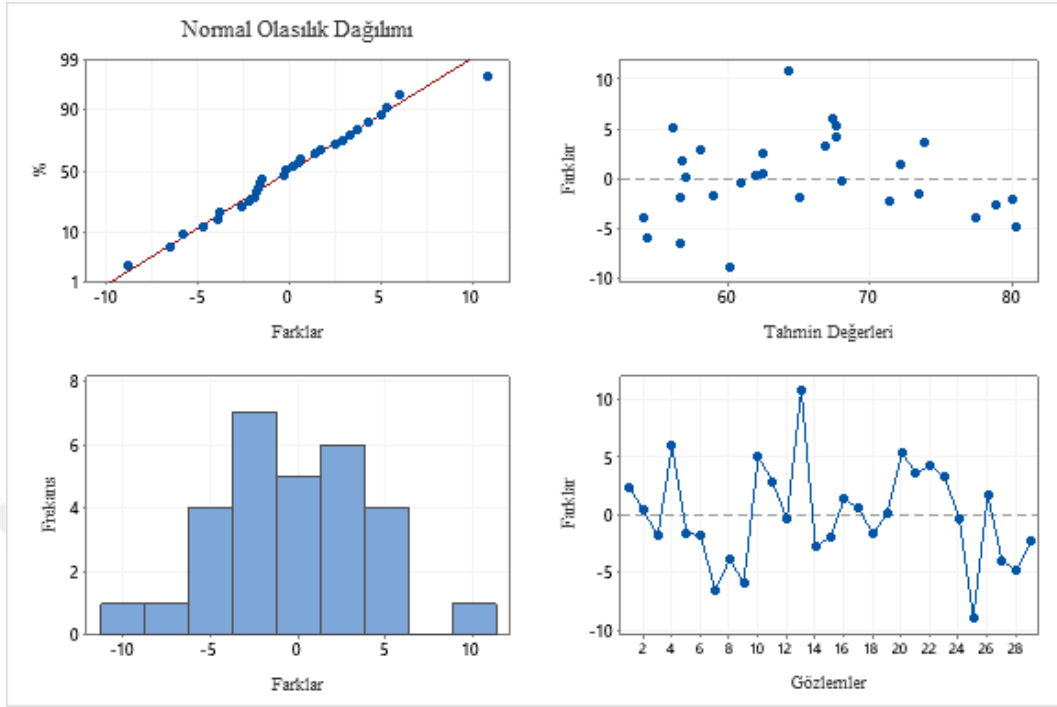 Normal Olasılık Dağılımı
99
90
50
10
1
%
-10 -5 0 5 10
Farklar
10
5
0
-5
-10
Farklar
60 70 80
Tahmin Değerleri
8
6
4
2
0
Frekans
-10 -5 0 5 10
Farklar
10
5
0
-5
-10
Farklar
2 4 6 8 10 12 14 16 18 20 22 24 26 28
Gözlemler